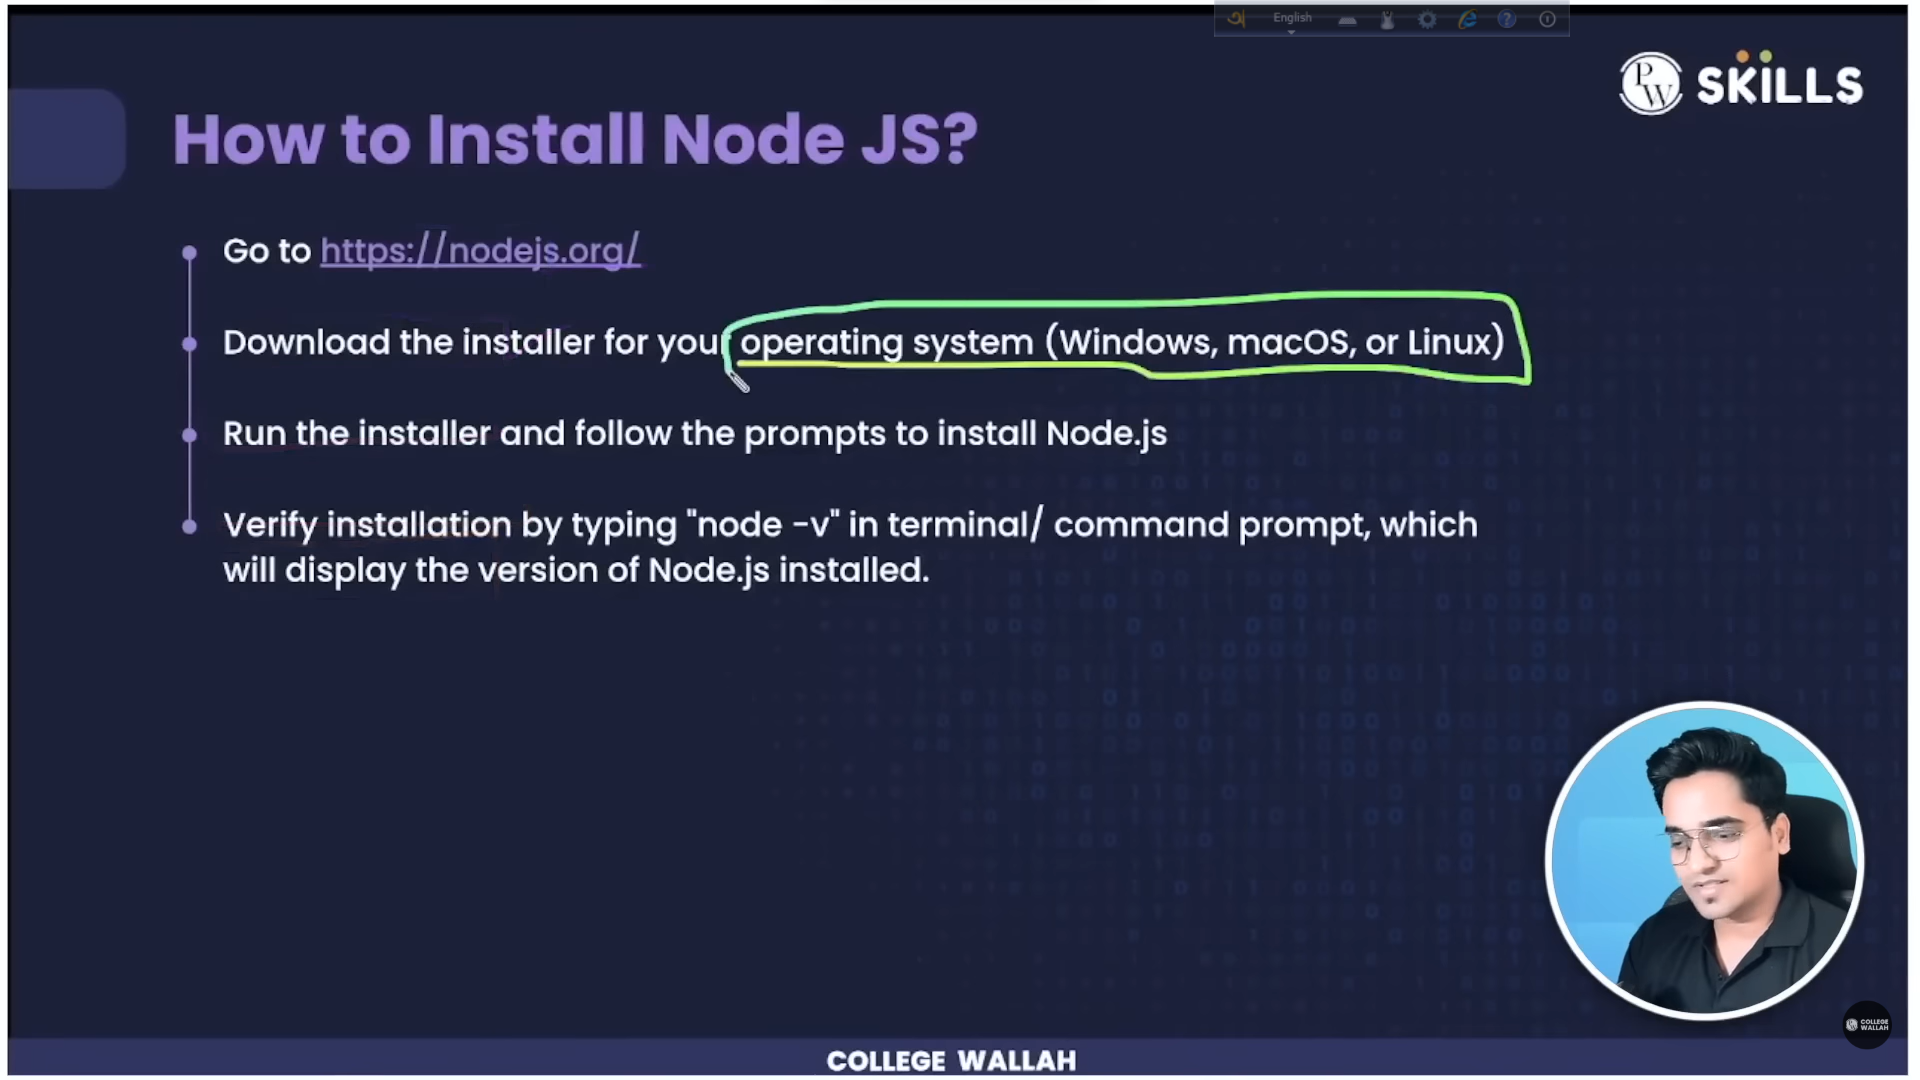 English
PW SKILLS
How to Install Node JS?
Go to https://nodejs.org/
Download the installer for your operating system (Windows, macOS, or Linux)
Run the installer and follow the prompts to install Node.js
Verify installation by typing "node -v" in terminal/ command prompt, which
will display the version of Node.js installed.
COLLEGE
WALLAH
COLLEGE WALLAH